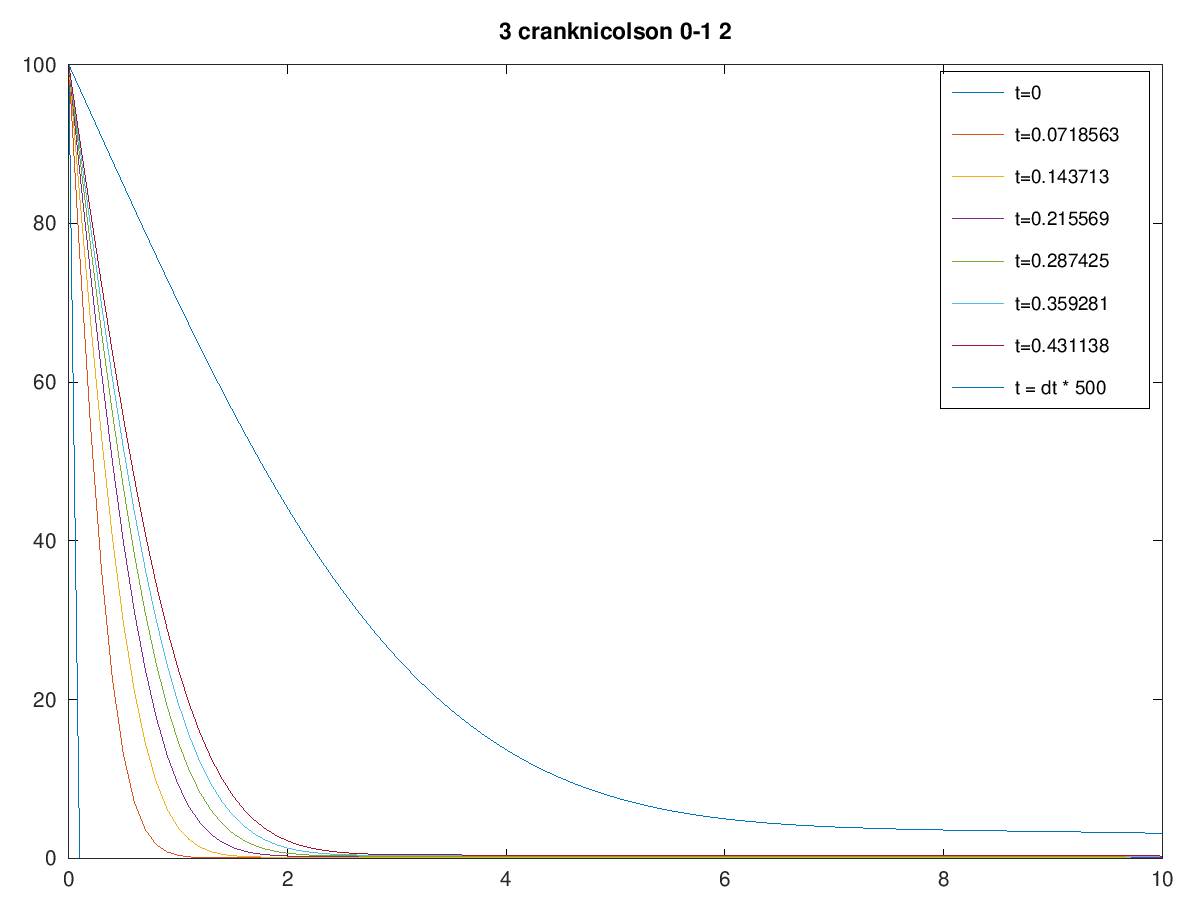 3 cranknicolson 0-1 2
100
80
60
40
20
0
0 2 4 6 8 10
t=0
t=0.0718563
t=0.143713
t=0.215569
t=0.287425
t=0.359281
t=0.431138
t = dt * 500